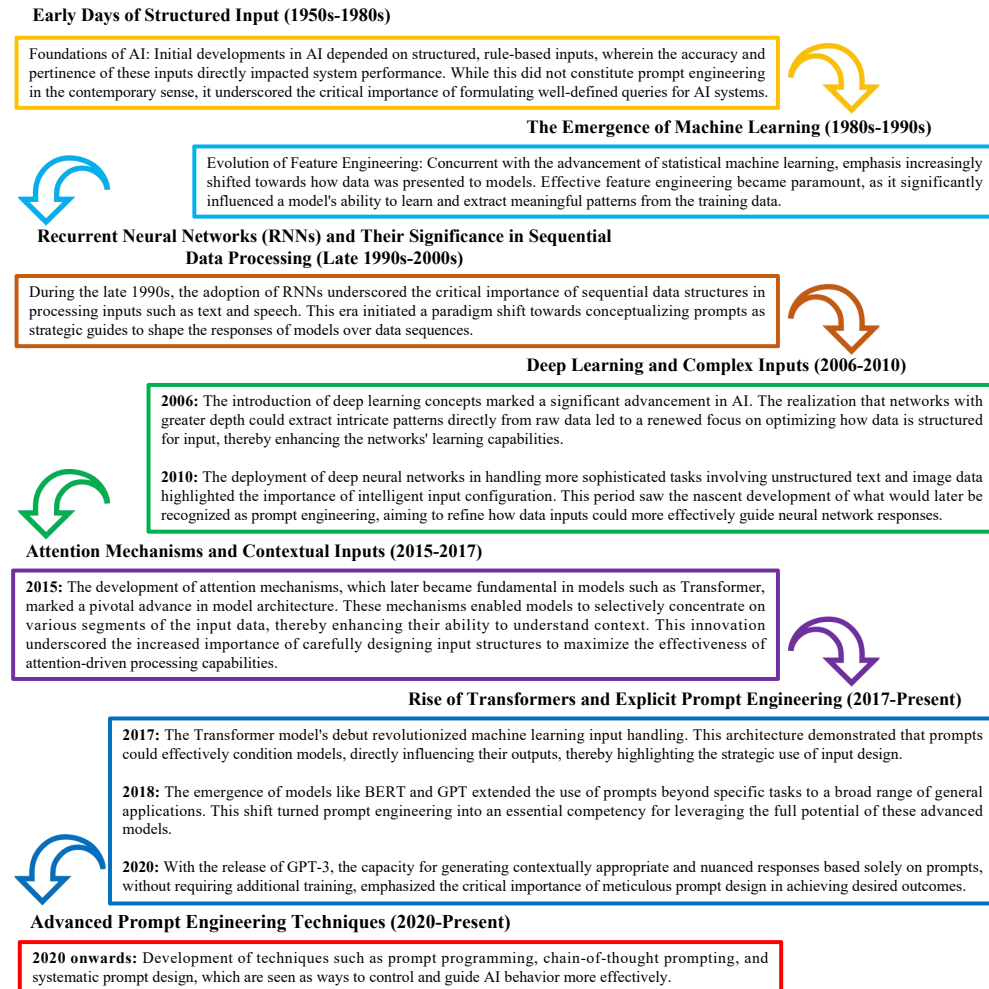 Early Days of Structured Input (1950s-1980s)
Foundations of AI: Initial developments in AI depended on structured, rule-based inputs, wherein the accuracy and
pertinence of these inputs directly impacted system performance. While this did not constitute prompt engineering
in the contemporary sense, it underscored the critical importance of formulating well-defined queries for AI systems.
The Emergence of Machine Learning (1980s-1990s)
Evolution of Feature Engineering: Concurrent with the advancement of statistical machine learning, emphasis increasingly
shifted towards how data was presented to models. Effective feature engineering became paramount, as it significantly
influenced a model's ability to learn and extract meaningful patterns from the training data.
Recurrent Neural Networks (RNNs) and Their Significance in Sequential
Data Processing (Late 1990s-2000s)
During the late 1990s, the adoption of RNNs underscored the critical importance of sequential data structures in
processing inputs such as text and speech. This era initiated a paradigm shift towards conceptualizing prompts as
strategic guides to shape the responses of models over data sequences.
Deep Learning and Complex Inputs (2006-2010)
2006: The introduction of deep learning concepts marked a significant advancement in AI. The realization that networks with
greater depth could extract intricate patterns directly from raw data led to a renewed focus on optimizing how data is structured
for input, thereby enhancing the networks' learning capabilities.
2010: The deployment of deep neural networks in handling more sophisticated tasks involving unstructured text and image data
highlighted the importance of intelligent input configuration. This period saw the nascent development of what would later be
recognized as prompt engineering, aiming to refine how data inputs could more effectively guide neural network responses.
Attention Mechanisms and Contextual Inputs (2015-2017)
2015: The development of attention mechanisms, which later became fundamental in models such as Transformer,
marked a pivotal advance in model architecture. These mechanisms enabled models to selectively concentrate on
various segments of the input data, thereby enhancing their ability to understand context. This innovation
underscored the increased importance of carefully designing input structures to maximize the effectiveness of
attention-driven processing capabilities.
Rise of Transformers and Explicit Prompt Engineering (2017-Present)
2017: The Transformer model's debut revolutionized machine learning input handling. This architecture demonstrated that prompts
could effectively condition models, directly influencing their outputs, thereby highlighting the strategic use of input design.
2018: The emergence of models like BERT and GPT extended the use of prompts beyond specific tasks to a broad range of general
applications. This shift turned prompt engineering into an essential competency for leveraging the full potential of these advanced
models.
2020: With the release of GPT-3, the capacity for generating contextually appropriate and nuanced responses based solely on prompts,
without requiring additional training, emphasized the critical importance of meticulous prompt design in achieving desired outcomes.
Advanced Prompt Engineering Techniques (2020-Present)
2020 onwards: Development of techniques such as prompt programming, chain-of-thought prompting, and
systematic prompt design, which are seen as ways to control and guide AI behavior more effectively.